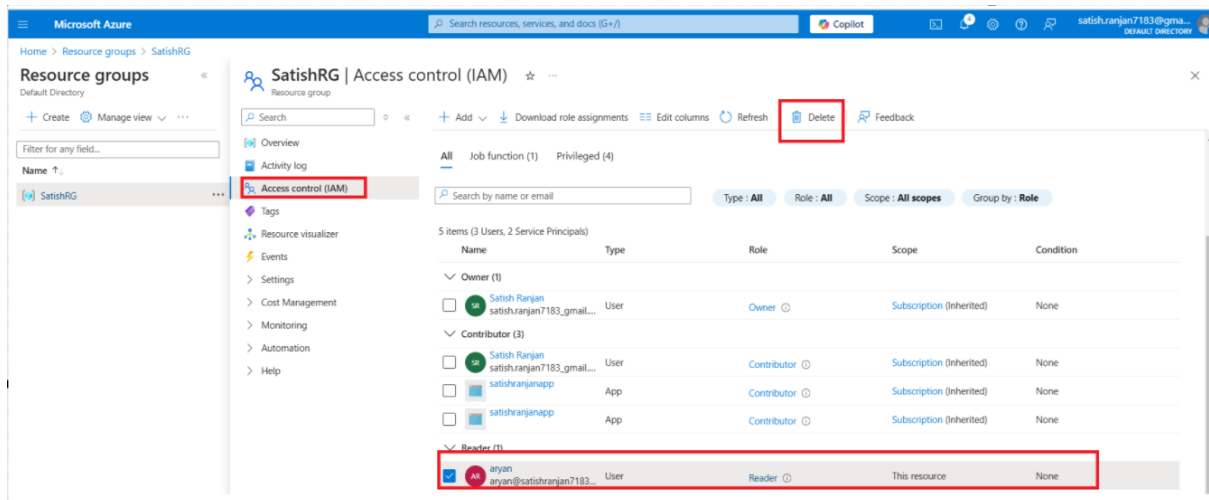 Microsoft Azure
Search resources, services, and docs (G+/)
Copilot
4
satish.ranjan7183@gma...
DEFAULT DIRECTORY
Home > Resource groups > SatishRG
Resource groups
Default Directory
+ Create Manage view ...
Filter for any field...
Name ↑
SatishRG ...
SatishRG | Access control (IAM) ...
Resource group
Search
Overview
Activity log
Access control (IAM)
Tags
Resource visualizer
Events
> Settings
> Cost Management
> Monitoring
> Automation
> Help
+ Add Download role assignments Edit columns Refresh Delete Feedback
All Job function (1) Privileged (4)
Search by name or email
Type : All Role : All Scope : All scopes Group by : Role
5 items (3 Users, 2 Service Principals)
Name Type Role Scope Condition
Owner (1)
SR Satish Ranjan
satish.ranjan7183_gmail.... User Owner Subscription (Inherited) None
Contributor (3)
SR Satish Ranjan
satish.ranjan7183_gmail.... User Contributor Subscription (Inherited) None
satishranjanapp App Contributor Subscription (Inherited) None
satishranjanapp App Contributor Subscription (Inherited) None
Reader (1)
AR aryan
aryan@satishranjan7183... User Reader This resource None